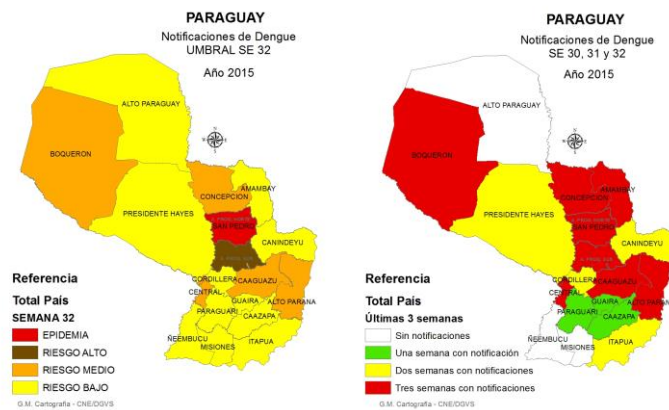 PARAGUAY
Notificaciones de Dengue
UMBRAL SE 32
Año 2015
ALTO PARAGUAY
BOQUERON
CONCEPCION
AMAMBAY
PRESIDENTE HAYES
SAN PEDRO
CANINDEYU
CORDILLERA
CAAGUAZU
CENTRAL
ALTO PARANA
GUAIRA
PARAGUARI
CAAZAPA
ÑEEMBUCU
MISIONES
ITAPUA
Referencia
Total País
SEMANA 32
EPIDEMIA
RIESGO ALTO
RIESGO MEDIO
RIESGO BAJO
G.M. Cartografía - CNE/DGVS
PARAGUAY
Notificaciones de Dengue
SE 30, 31 y 32
Año 2015
ALTO PARAGUAY
BOQUERON
CONCEPCION
AMAMBAY
PRESIDENTE HAYES
SAN PEDRO
CANINDEYU
CORDILLERA
CAAGUAZU
CENTRAL
ALTO PARANA
GUAIRA
PARAGUARI
CAAZAPA
ÑEEMBUCU
MISIONES
ITAPUA
Referencia
Total País
Últimas 3 semanas
Sin notificaciones
Una semana con notificación
Dos semanas con notificaciones
Tres semanas con notificaciones
G.M. Cartografía - CNE/DGVS